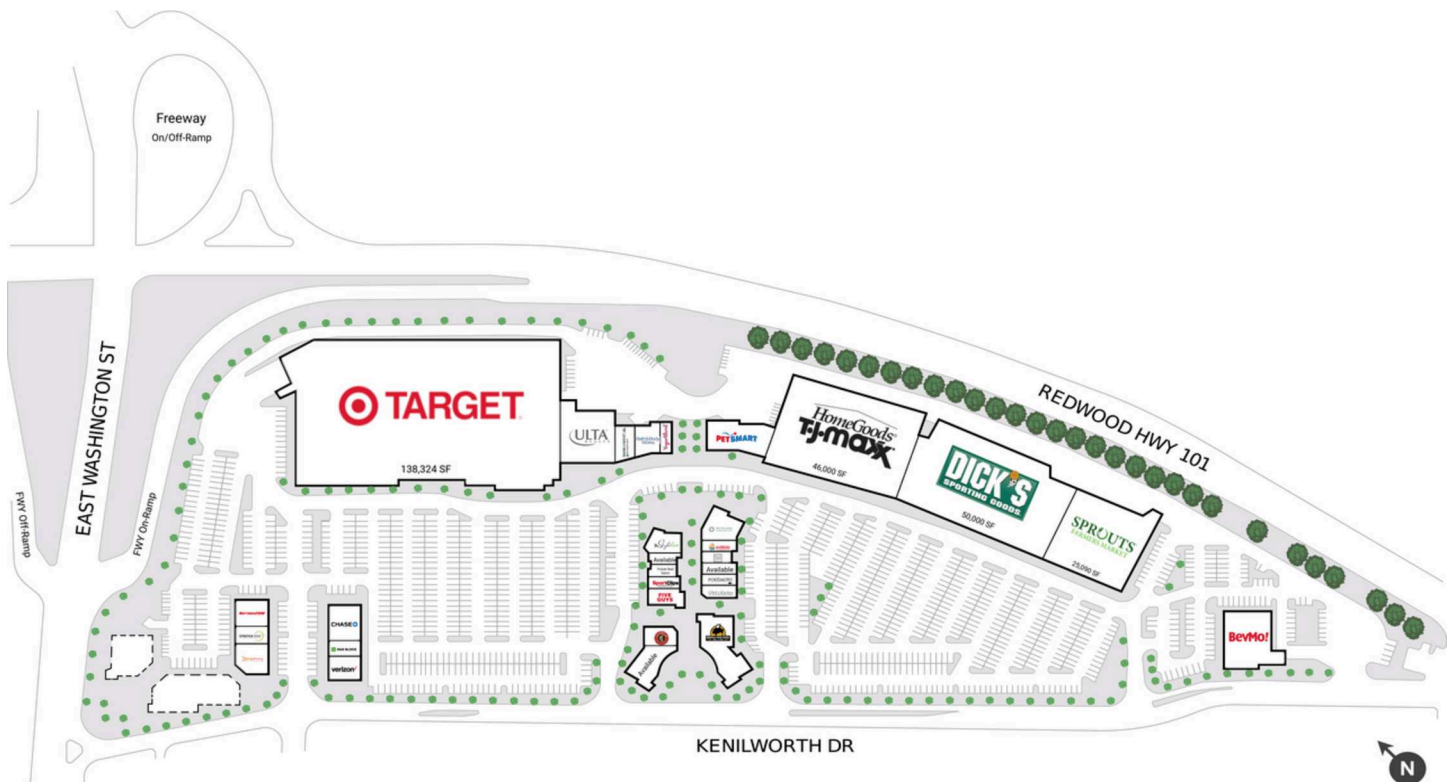 Freeway
On/Off-Ramp
EAST WASHINGTON ST
FWY Off-Ramp
FWY On-Ramp
REDWOOD HWY 101
TARGET
138,324 SF
ULTA
PETSMART
HomeGoods
T.J.maxx
46,000 SF
DICK'S
SPORTING GOODS
50,000 SF
SPROUTS
FARMERS MARKET
25,090 SF
Available
SportClips
FIVE
GUYS
Available
Available
CHASE
H&R BLOCK
verizon
BevMo!
KENILWORTH DR
N